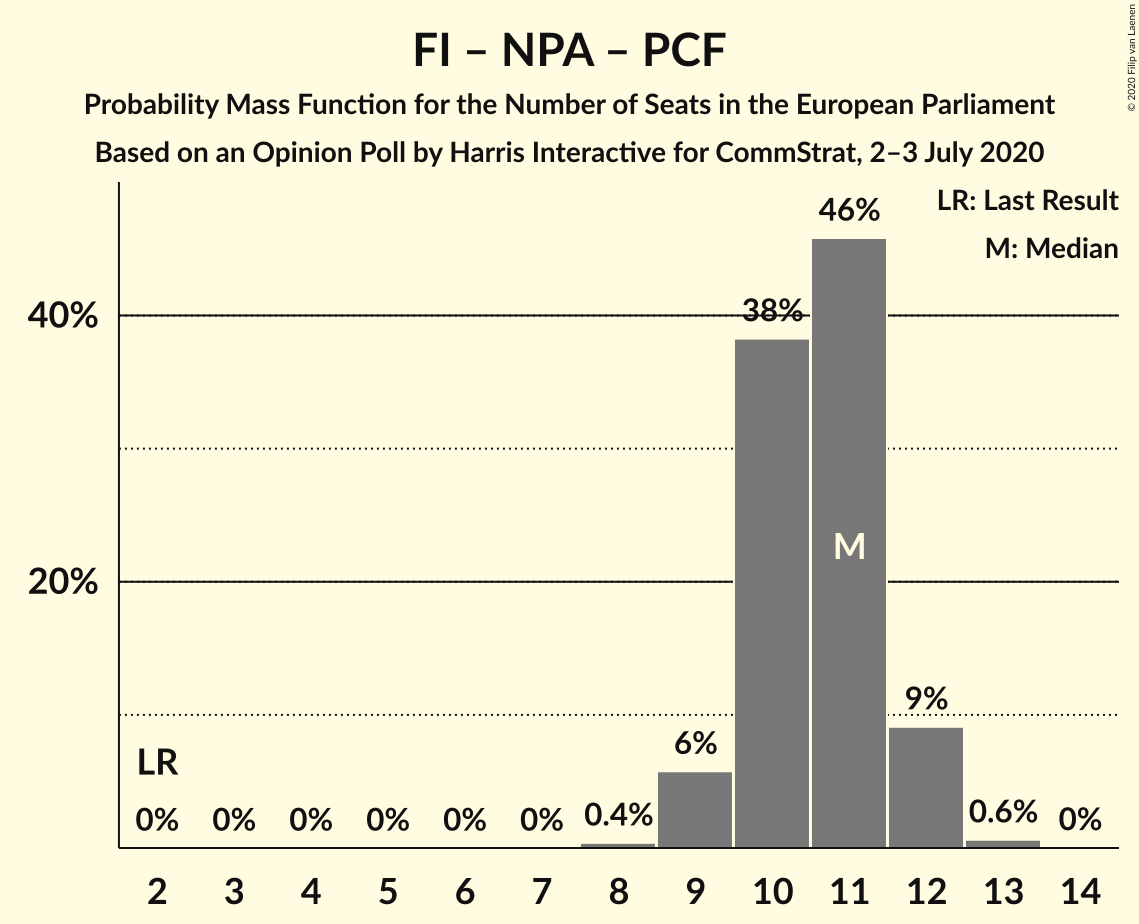 FI – NPA – PCF
Probability Mass Function for the Number of Seats in the European Parliament
Based on an Opinion Poll by Harris Interactive for CommStrat, 2–3 July 2020
© 2020 Filip van Laenen
LR: Last Result
M: Median
46%
38%
40%
M
20%
9%
6%
LR
0% 0% 0% 0% 0% 0% 0.4% 0.6% 0%
2 3 4 5 6 7 8 9 10 11 12 13 14